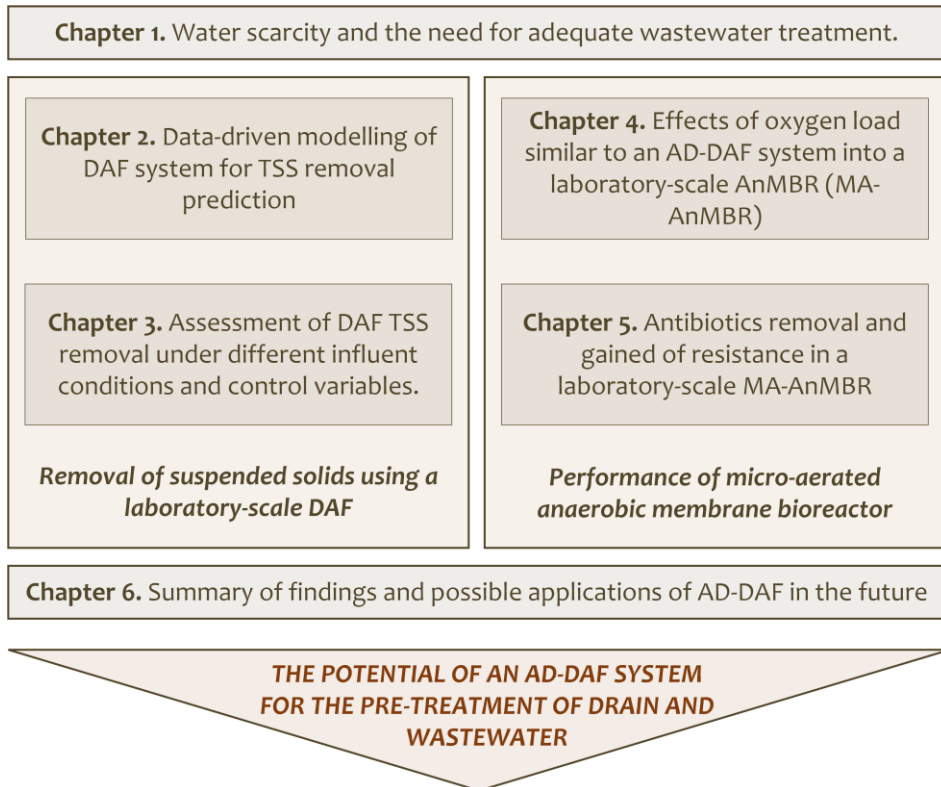 Chapter 1. Water scarcity and the need for adequate wastewater treatment.
Chapter 2. Data-driven modelling of
DAF system for TSS removal
prediction
Chapter 3. Assessment of DAF TSS
removal under different influent
conditions and control variables.
Removal of suspended solids using a
laboratory-scale DAF
Chapter 4. Effects of oxygen load
similar to an AD-DAF system into a
laboratory-scale AnMBR (MA-
AnMBR)
Chapter 5. Antibiotics removal and
gained of resistance in a
laboratory-scale MA-AnMBR
Performance of micro-aerated
anaerobic membrane bioreactor
Chapter 6. Summary of findings and possible applications of AD-DAF in the future
THE POTENTIAL OF AN AD-DAF SYSTEM
FOR THE PRE-TREATMENT OF DRAIN AND
WASTEWATER